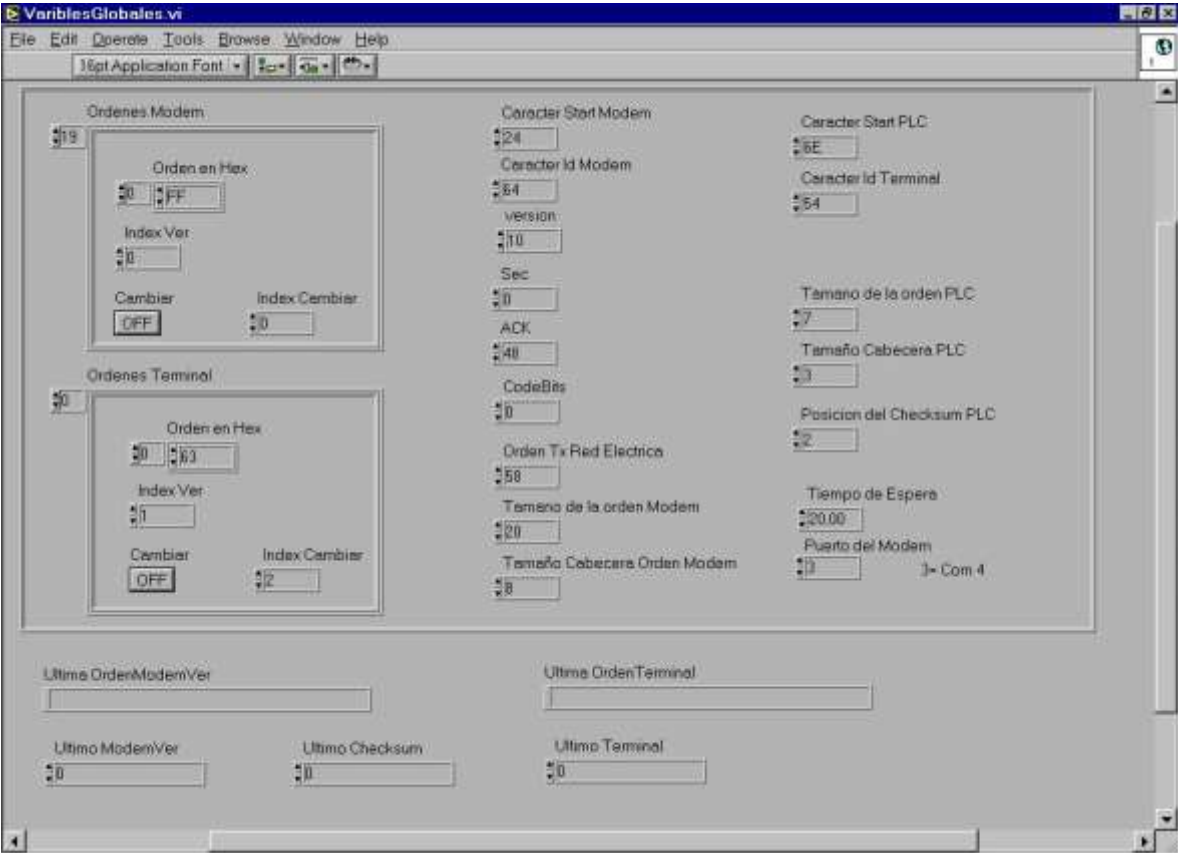 VariblesGlobales.vi
File Edit Operate Tools Browse Window Help
16pt Application Font
1
Ordenes Modem
19
Orden en Hex
0 FF
Index Ver
0
Cambiar Index Cambiar
OFF 0
Ordenes Terminal
0
Orden en Hex
0 63
Index Ver
1
Cambiar Index Cambiar
OFF 2
Caracter Start Modem
24
Caracter Id Modem
64
version
10
Sec
0
ACK
48
CodeBits
0
Orden Tx Red Electrica
58
Tamano de la orden Modem
20
Tamaño Cabecera Orden Modem
8
Caracter Start PLC
6E
Caracter Id Terminal
54
Tamano de la orden PLC
7
Tamaño Cabecera PLC
3
Posicion del Checksum PLC
2
Tiempo de Espera
20.00
Puerto del Modem
3 3= Com 4
Ultima OrdenModemVer
Ultima OrdenTerminal
Ultimo ModemVer
0
Ultimo Checksum
0
Ultimo Terminal
0